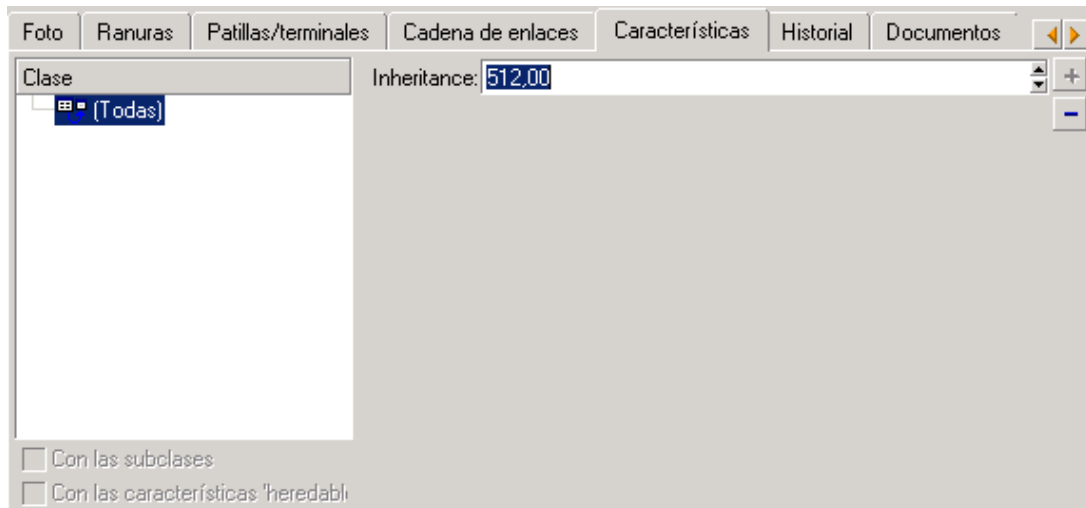 Foto Ranuras Patillas/terminales Cadena de enlaces Características Historial Documentos
Clase
(Todas)
Inheritance: 512,00
Con las subclases
Con las características 'heredabl